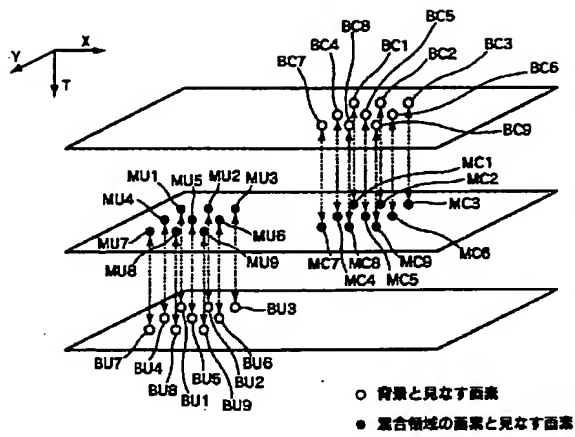 X
Y
T
BC7
BC4
BC8
BC1
BC5
BC2
BC3
BC6
BC9
MU1
MU4
MU7
MU5
MU2
MU3
MU8
MU9
MU6
MC1
MC2
MC3
MC7
MC4
MC8
MC5
MC9
MC6
BU3
BU7
BU4
BU8
BU1
BU5
BU9
BU2
BU6
○ 背景と見なす画素
● 混合領域の画素と見なす画素